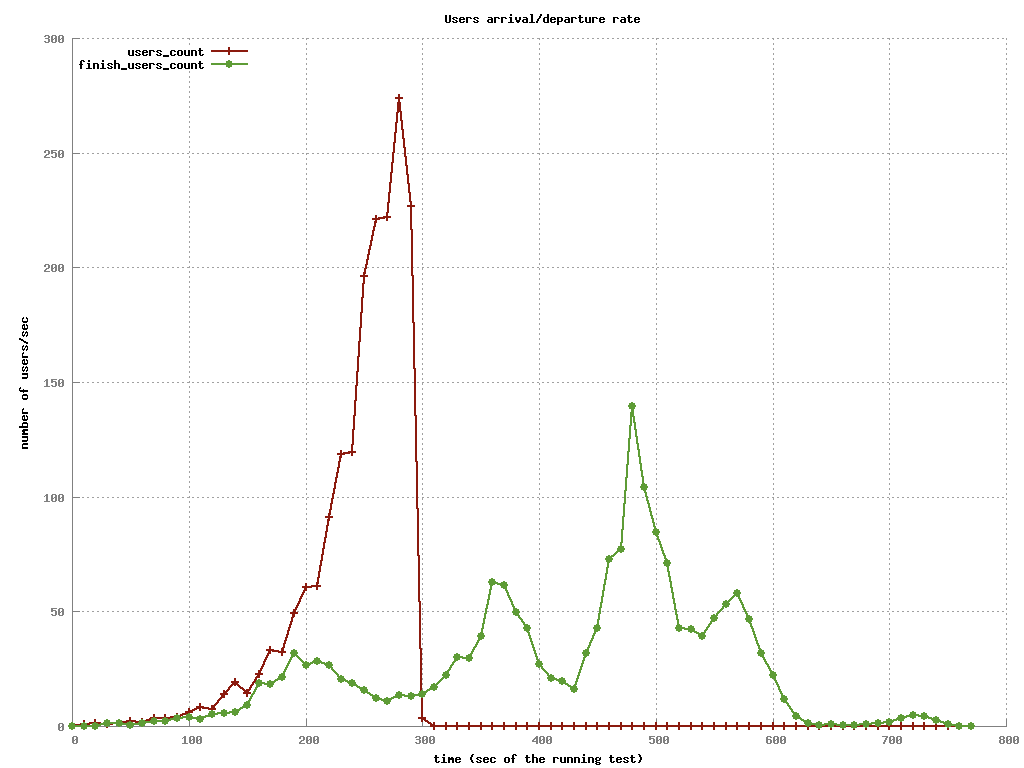 Users arrival/departure rate
300
users_count
finish_users_count
250
200
number of users/sec
150
100
50
0
0 100 200 300 400 500 600 700 800
time (sec of the running test)